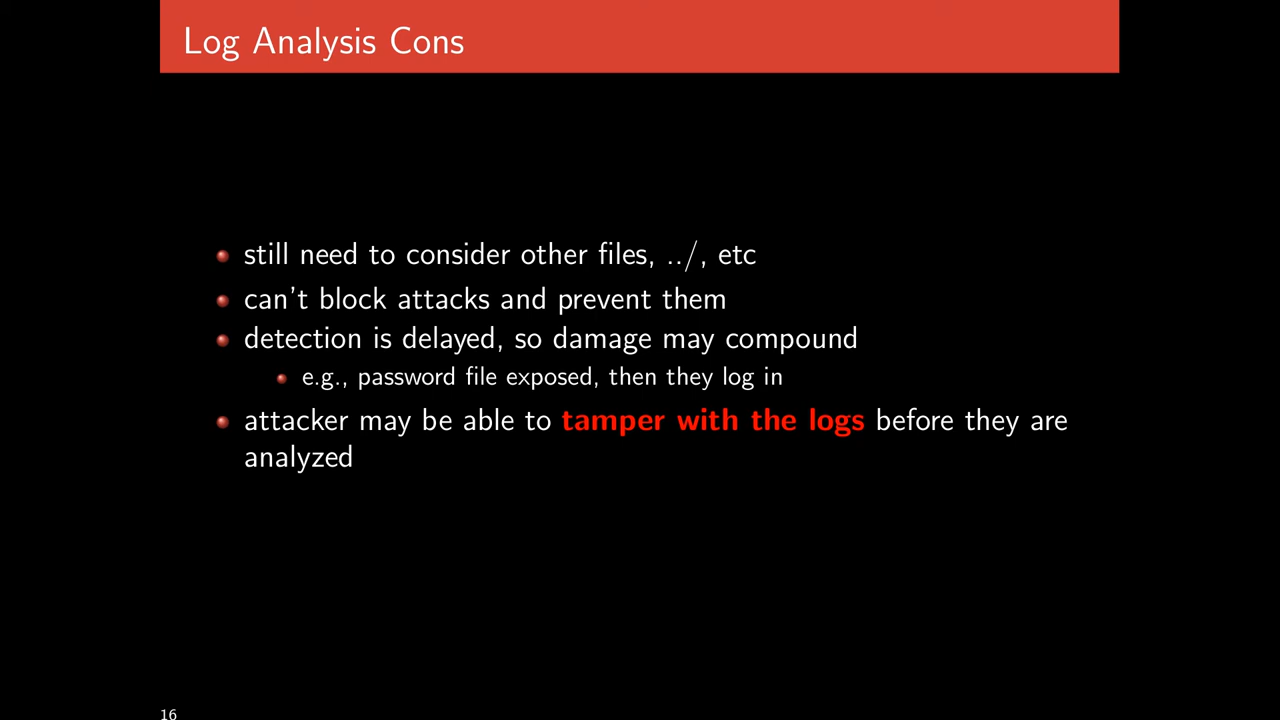 Log Analysis Cons
still need to consider other files, ../, etc
can't block attacks and prevent them
detection is delayed, so damage may compound
e.g., password file exposed, then they log in
attacker may be able to tamper with the logs before they are
analyzed
16